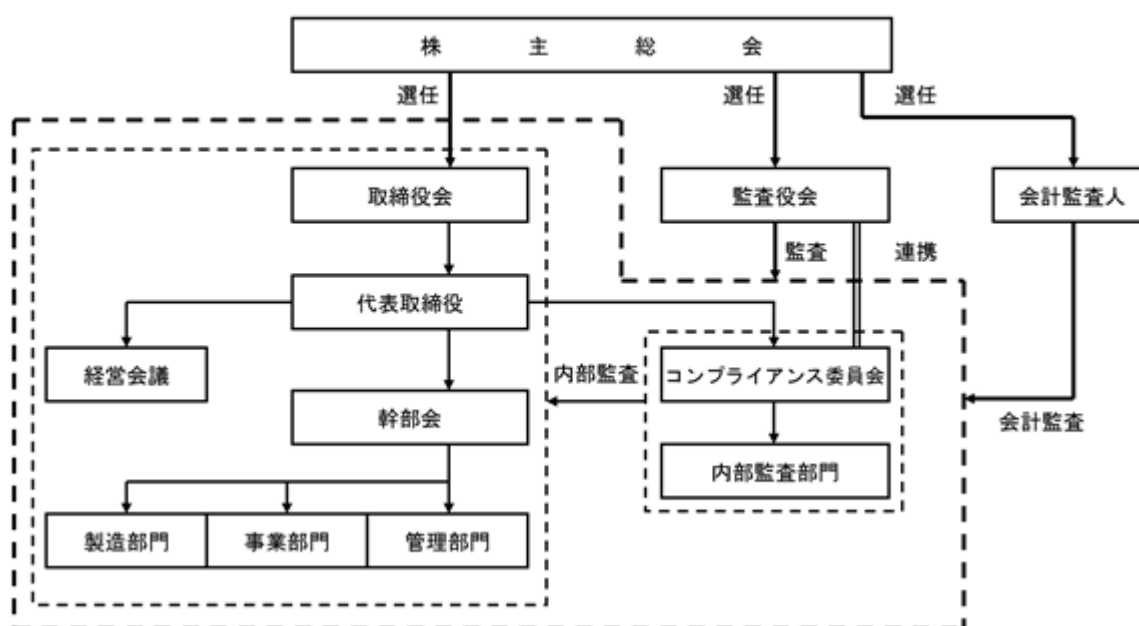 株主総会
選任
選任
選任
取締役会
監査役会
会計監査人
監査
連携
代表取締役
経営会議
内部監査
コンプライアンス委員会
幹部会
会計監査
内部監査部門
製造部門
事業部門
管理部門